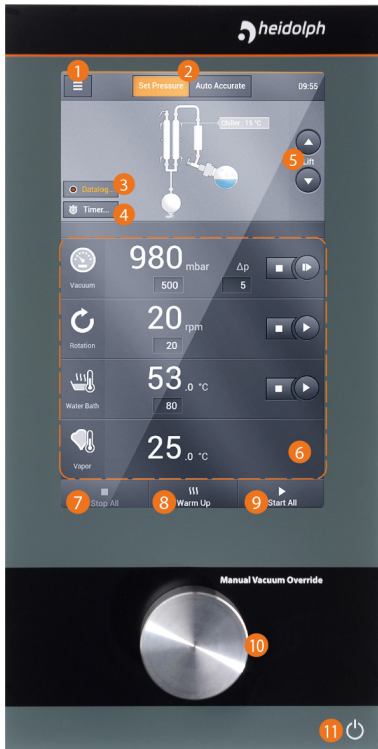 heidolph
1
2
Set Pressure
Auto Accurate
09:55
Chiller : 15 °C
3
Datalog...
4
Timer...
5
Lift
Vacuum
980 mbar
Δp
500
5
Rotation
20 rpm
20
Water Bath
53.0 °C
80
Vapor
25.0 °C
6
7
Stop All
8
Warm Up
9
Start All
Manual Vacuum Override
10
11